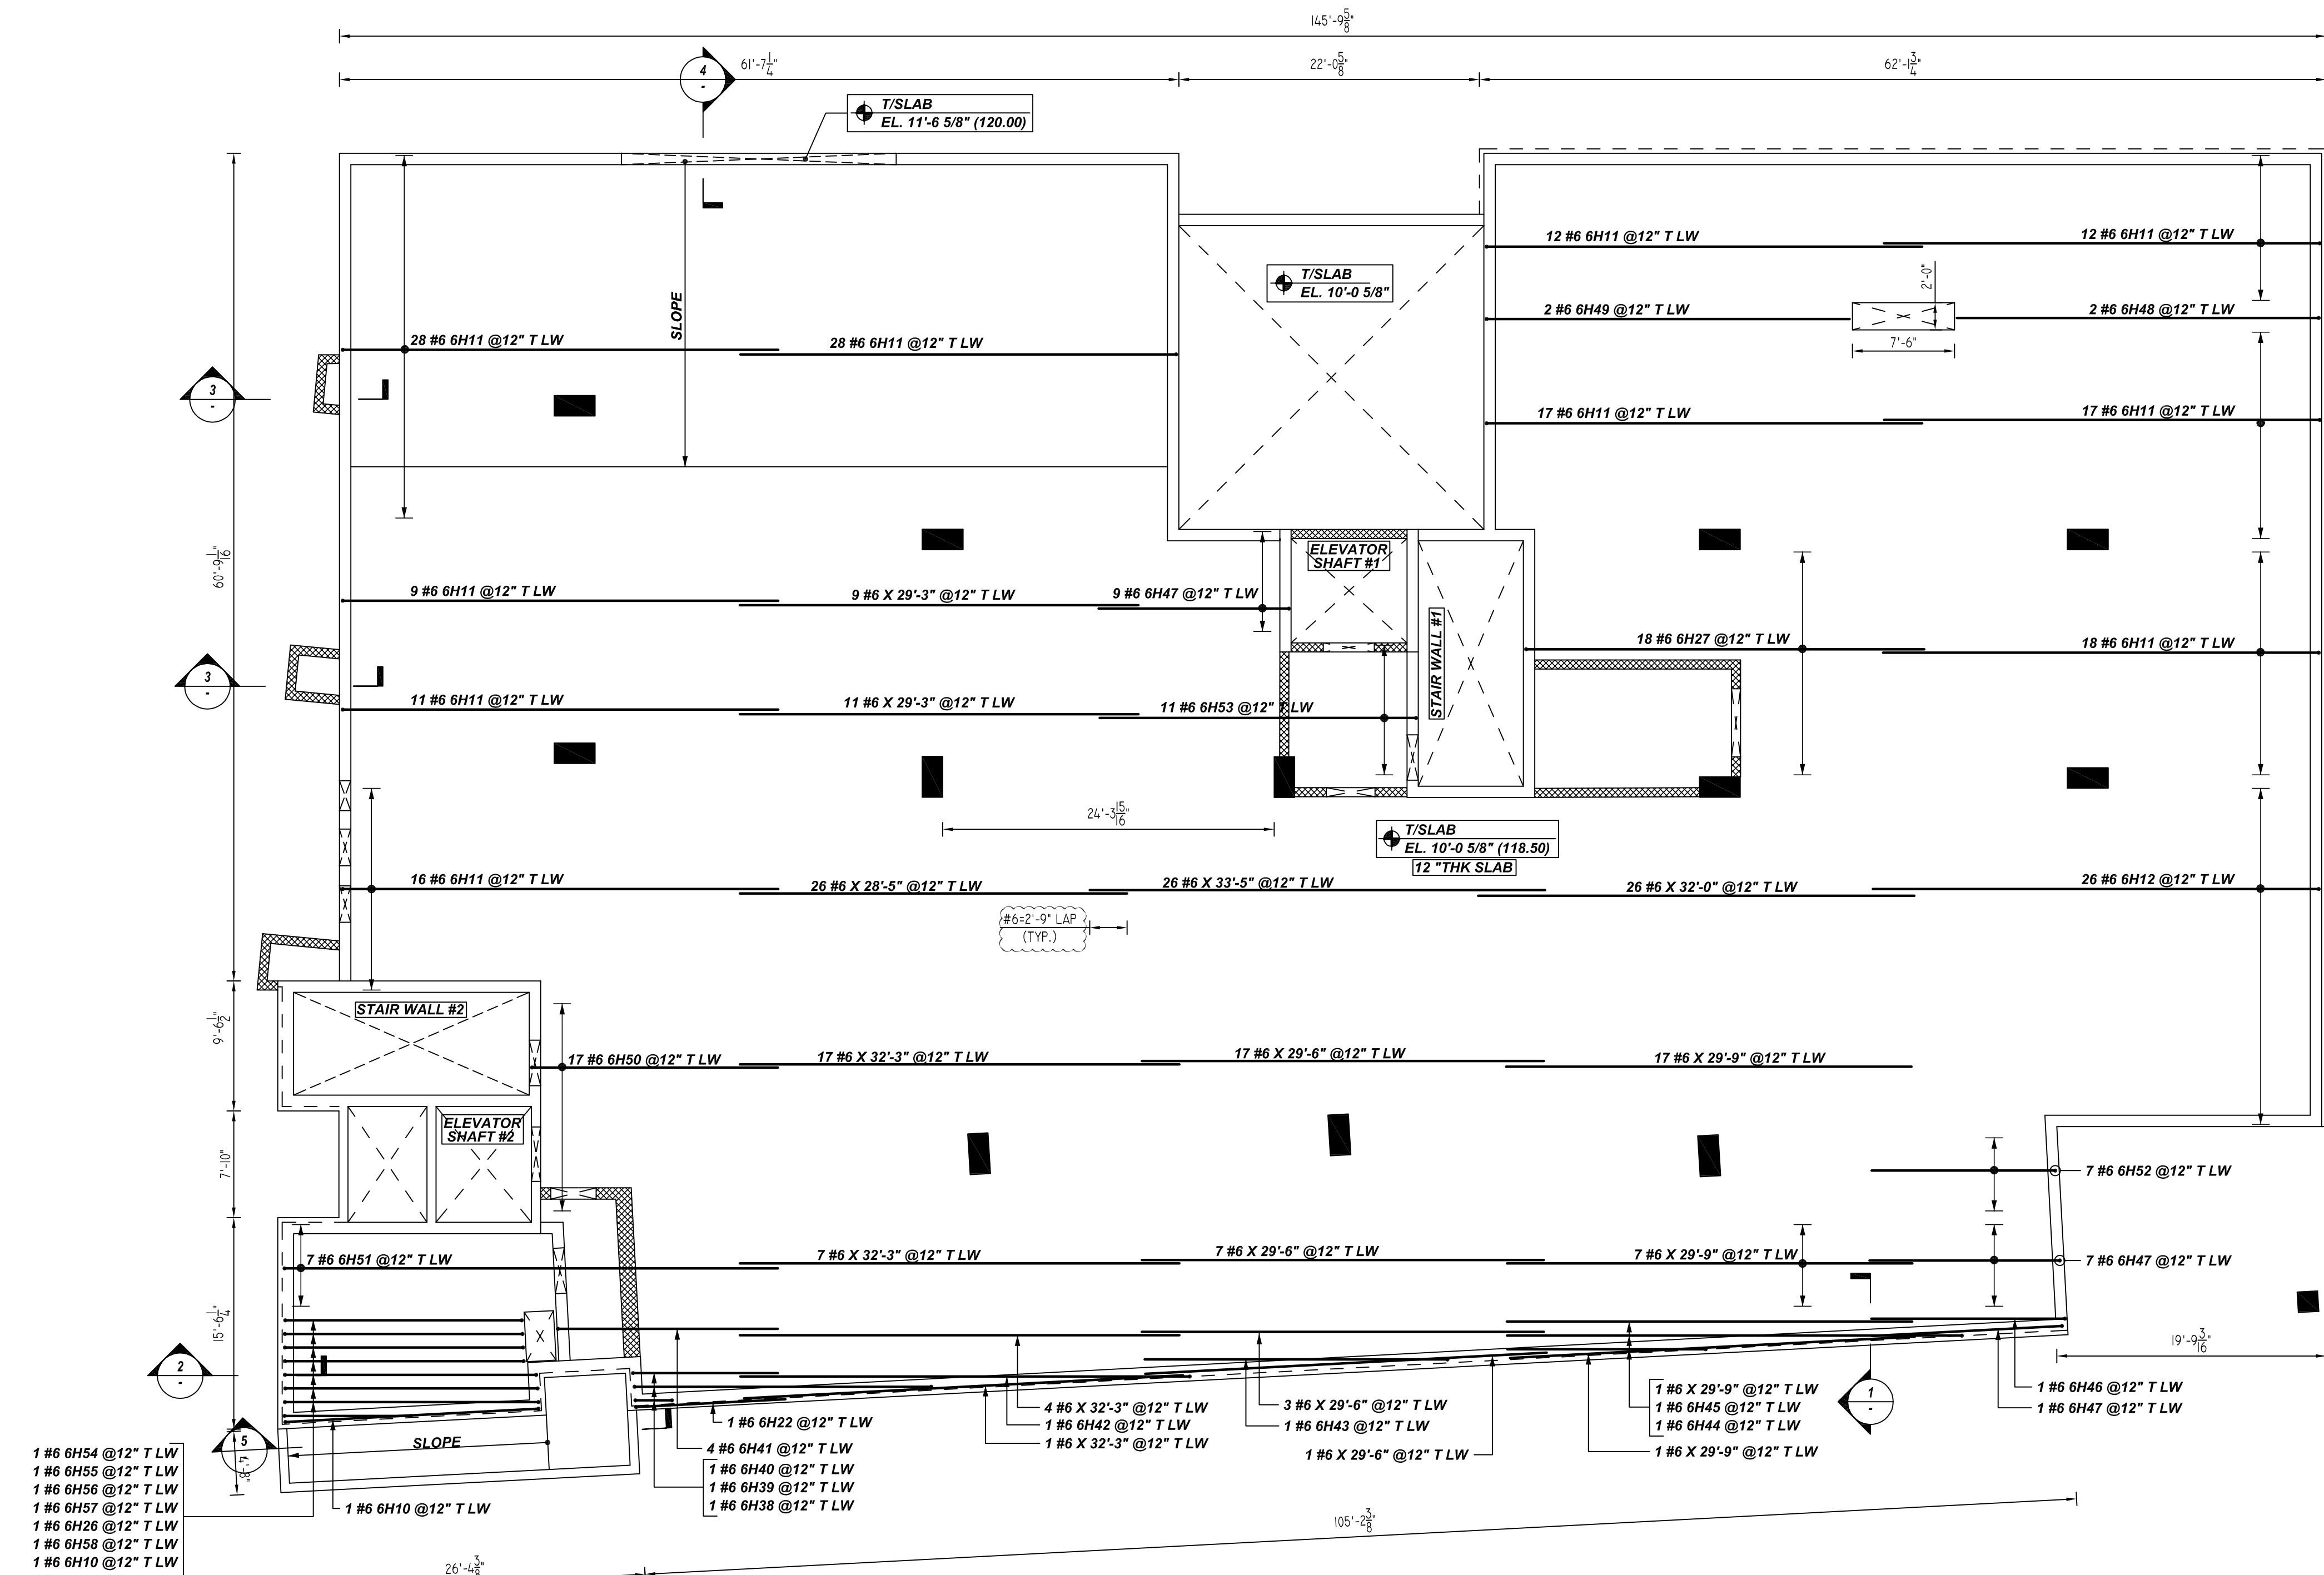 145'-9 5/8"
61'-7 1/4"
22'-0 5/8"
62'-1 3/4"
4
-
T/SLAB
EL. 11'-6 5/8" (120.00)
12 #6 6H11 @12" T LW
12 #6 6H11 @12" T LW
T/SLAB
EL. 10'-0 5/8"
2'-0"
SLOPE
2 #6 6H49 @12" T LW
2 #6 6H48 @12" T LW
28 #6 6H11 @12" T LW
28 #6 6H11 @12" T LW
7'-6"
3
-
17 #6 6H11 @12" T LW
17 #6 6H11 @12" T LW
60'-9 1/16"
ELEVATOR
SHAFT #1
9 #6 6H11 @12" T LW
9 #6 X 29'-3" @12" T LW
9 #6 6H47 @12" T LW
STAIR WALL #1
18 #6 6H27 @12" T LW
18 #6 6H11 @12" T LW
3
-
11 #6 6H11 @12" T LW
11 #6 X 29'-3" @12" T LW
11 #6 6H53 @12" T LW
24'-3 15/16"
T/SLAB
EL. 10'-0 5/8" (118.50)
12 "THK SLAB
16 #6 6H11 @12" T LW
26 #6 X 28'-5" @12" T LW
26 #6 X 33'-5" @12" T LW
26 #6 X 32'-0" @12" T LW
26 #6 6H12 @12" T LW
#6=2'-9" LAP
(TYP.)
STAIR WALL #2
9'-6 1/2"
17 #6 6H50 @12" T LW
17 #6 X 32'-3" @12" T LW
17 #6 X 29'-6" @12" T LW
17 #6 X 29'-9" @12" T LW
ELEVATOR
SHAFT #2
7'-10"
7 #6 6H52 @12" T LW
7 #6 6H51 @12" T LW
7 #6 X 32'-3" @12" T LW
7 #6 X 29'-6" @12" T LW
7 #6 X 29'-9" @12" T LW
7 #6 6H47 @12" T LW
15'-6 1/4"
19'-9 3/16"
2
-
1
-
1 #6 X 29'-9" @12" T LW
1 #6 6H45 @12" T LW
1 #6 6H44 @12" T LW
1 #6 6H46 @12" T LW
1 #6 6H47 @12" T LW
4 #6 X 32'-3" @12" T LW
1 #6 6H42 @12" T LW
1 #6 X 32'-3" @12" T LW
3 #6 X 29'-6" @12" T LW
1 #6 6H43 @12" T LW
1 #6 X 29'-6" @12" T LW
1 #6 X 29'-9" @12" T LW
1 #6 6H22 @12" T LW
4 #6 6H41 @12" T LW
1 #6 6H40 @12" T LW
1 #6 6H39 @12" T LW
1 #6 6H38 @12" T LW
5
-
SLOPE
1 #6 6H54 @12" T LW
1 #6 6H55 @12" T LW
1 #6 6H56 @12" T LW
1 #6 6H57 @12" T LW
1 #6 6H26 @12" T LW
1 #6 6H58 @12" T LW
1 #6 6H10 @12" T LW
1 #6 6H10 @12" T LW
105'-2 3/8"
26'-4 3/8"